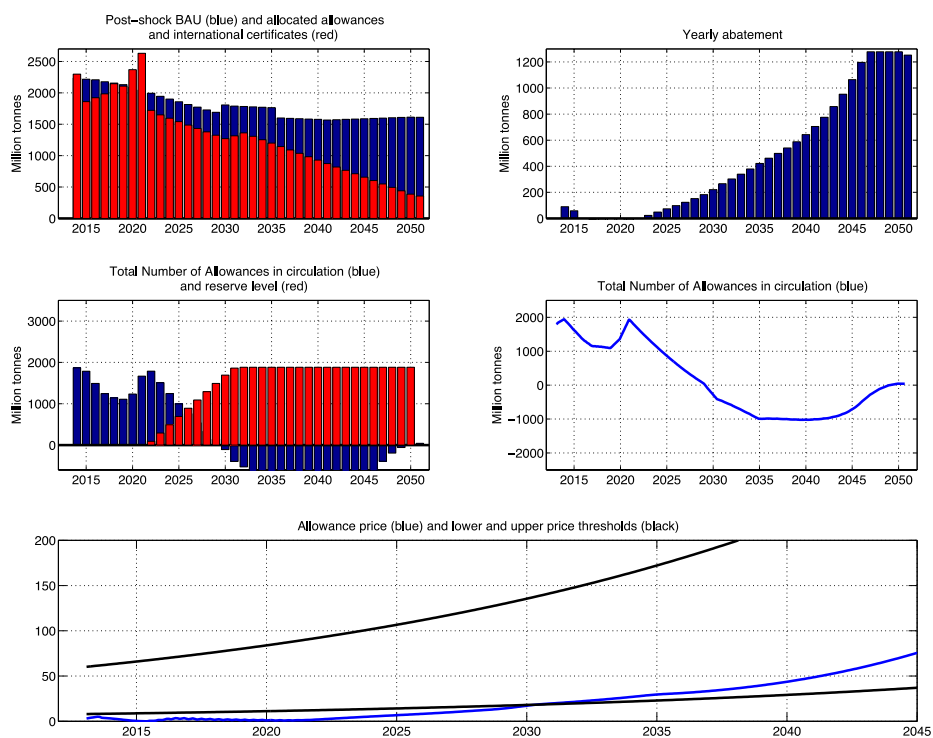 Post-shock BAU (blue) and allocated allowances
and international certificates (red)
Million tonnes
2500
2000
1500
1000
500
0
2015 2020 2025 2030 2035 2040 2045 2050
Yearly abatement
Million tonnes
1200
1000
800
600
400
200
0
2015 2020 2025 2030 2035 2040 2045 2050
Total Number of Allowances in circulation (blue)
and reserve level (red)
Million tonnes
3000
2000
1000
0
2015 2020 2025 2030 2035 2040 2045 2050
Total Number of Allowances in circulation (blue)
Million tonnes
2000
1000
0
-1000
-2000
2015 2020 2025 2030 2035 2040 2045 2050
Allowance price (blue) and lower and upper price thresholds (black)
200
150
100
50
0
2015 2020 2025 2030 2035 2040 2045